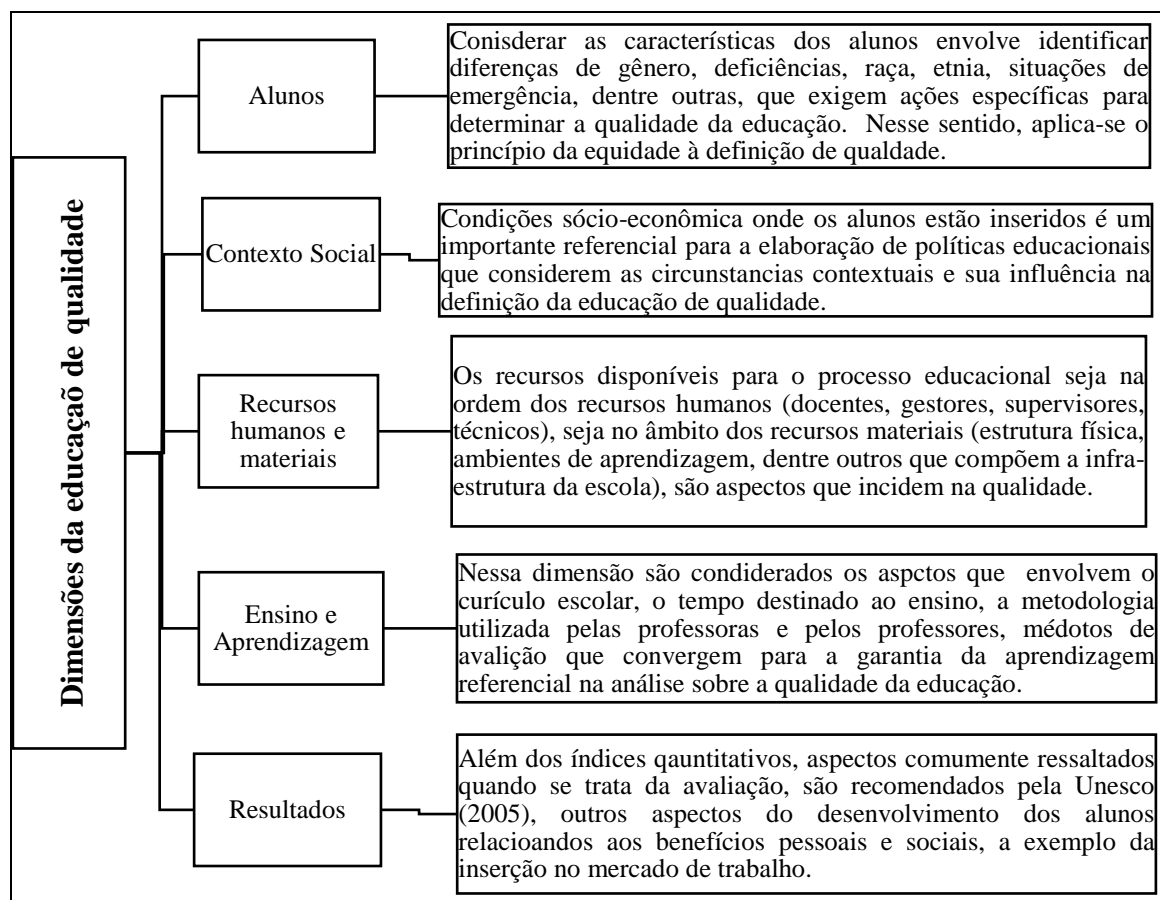 Dimensões da educação de qualidade
Alunos
Conisderar as características dos alunos envolve identificar
diferenças de gênero, deficiências, raça, etnia, situações de
emergência, dentre outras, que exigem ações específicas para
determinar a qualidade da educação. Nesse sentido, aplica-se o
princípio da equidade à definição de qualdade.
Contexto Social
Condições sócio-econômica onde os alunos estão inseridos é um
importante referencial para a elaboração de políticas educacionais
que considerem as circunstancias contextuais e sua influência na
definição da educação de qualidade.
Recursos
humanos e
materiais
Os recursos disponíveis para o processo educacional seja na
ordem dos recursos humanos (docentes, gestores, supervisores,
técnicos), seja no âmbito dos recursos materiais (estrutura física,
ambientes de aprendizagem, dentre outros que compõem a infra-
estrutura da escola), são aspectos que incidem na qualidade.
Ensino e
Aprendizagem
Nessa dimensão são condiderados os aspctos que envolvem o
curículo escolar, o tempo destinado ao ensino, a metodologia
utilizada pelas professoras e pelos professores, médotos de
avalição que convergem para a garantia da aprendizagem
referencial na análise sobre a qualidade da educação.
Resultados
Além dos índices qauntitativos, aspectos comumente ressaltados
quando se trata da avaliação, são recomendados pela Unesco
(2005), outros aspectos do desenvolvimento dos alunos
relacioandos aos benefícios pessoais e sociais, a exemplo da
inserção no mercado de trabalho.